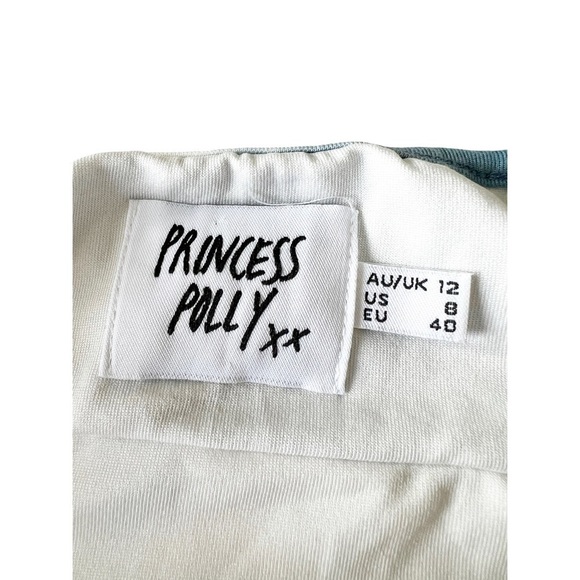 PRINCESS
POLLY xx
AU/UK 12
US 8
EU 40